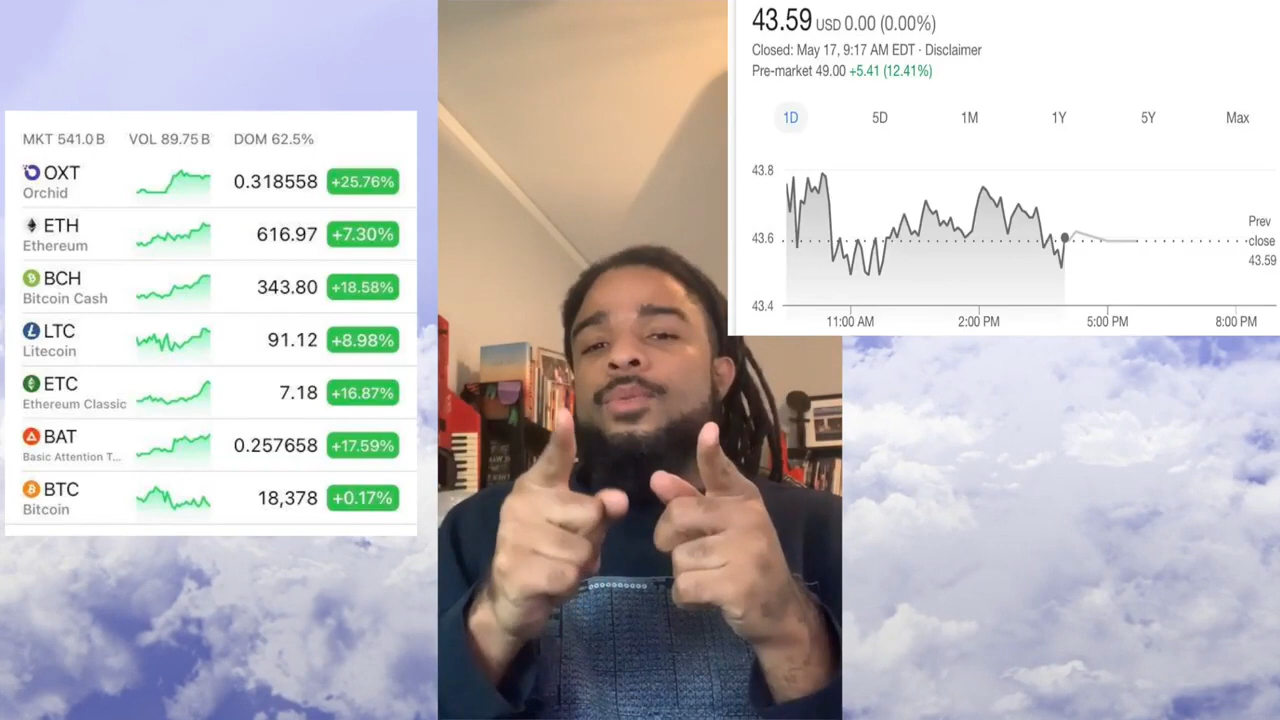 MKT 541.0 B VOL 89.75 B DOM 62.5%
OXT 0.318558 +25.76%
Orchid
ETH 616.97 +7.30%
Ethereum
BCH 343.80 +18.58%
Bitcoin Cash
LTC 91.12 +8.98%
Litecoin
ETC 7.18 +16.87%
Ethereum Classic
BAT 0.257658 +17.59%
Basic Attention T...
BTC 18,378 +0.17%
Bitcoin
43.59 USD 0.00 (0.00%)
Closed: May 17, 9:17 AM EDT · Disclaimer
Pre-market 49.00 +5.41 (12.41%)
1D 5D 1M 1Y 5Y Max
43.8
Prev
43.6 close
43.59
43.4
11:00 AM 2:00 PM 5:00 PM 8:00 PM